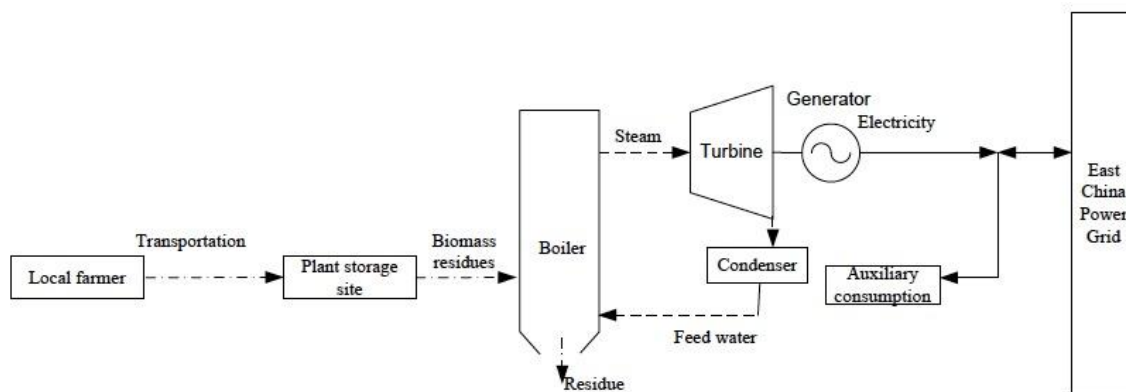 Generator
Electricity
Steam
Turbine
East
China
Power
Grid
Transportation
Biomass
residues
Boiler
Local farmer
Plant storage
site
Condenser
Auxiliary
consumption
Feed water
Residue